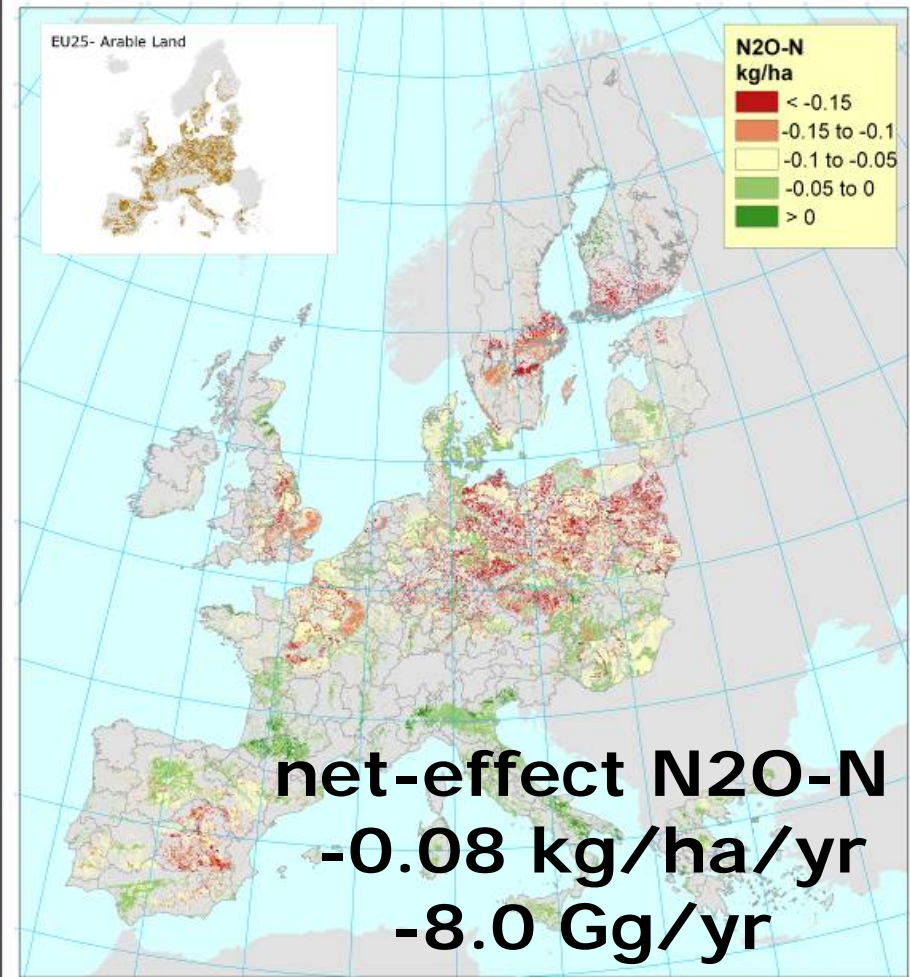 EU25- Arable Land
N2O-N
kg/ha
< -0.15
-0.15 to -0.1
-0.1 to -0.05
-0.05 to 0
> 0
net-effect N2O-N
-0.08 kg/ha/yr
-8.0 Gg/yr